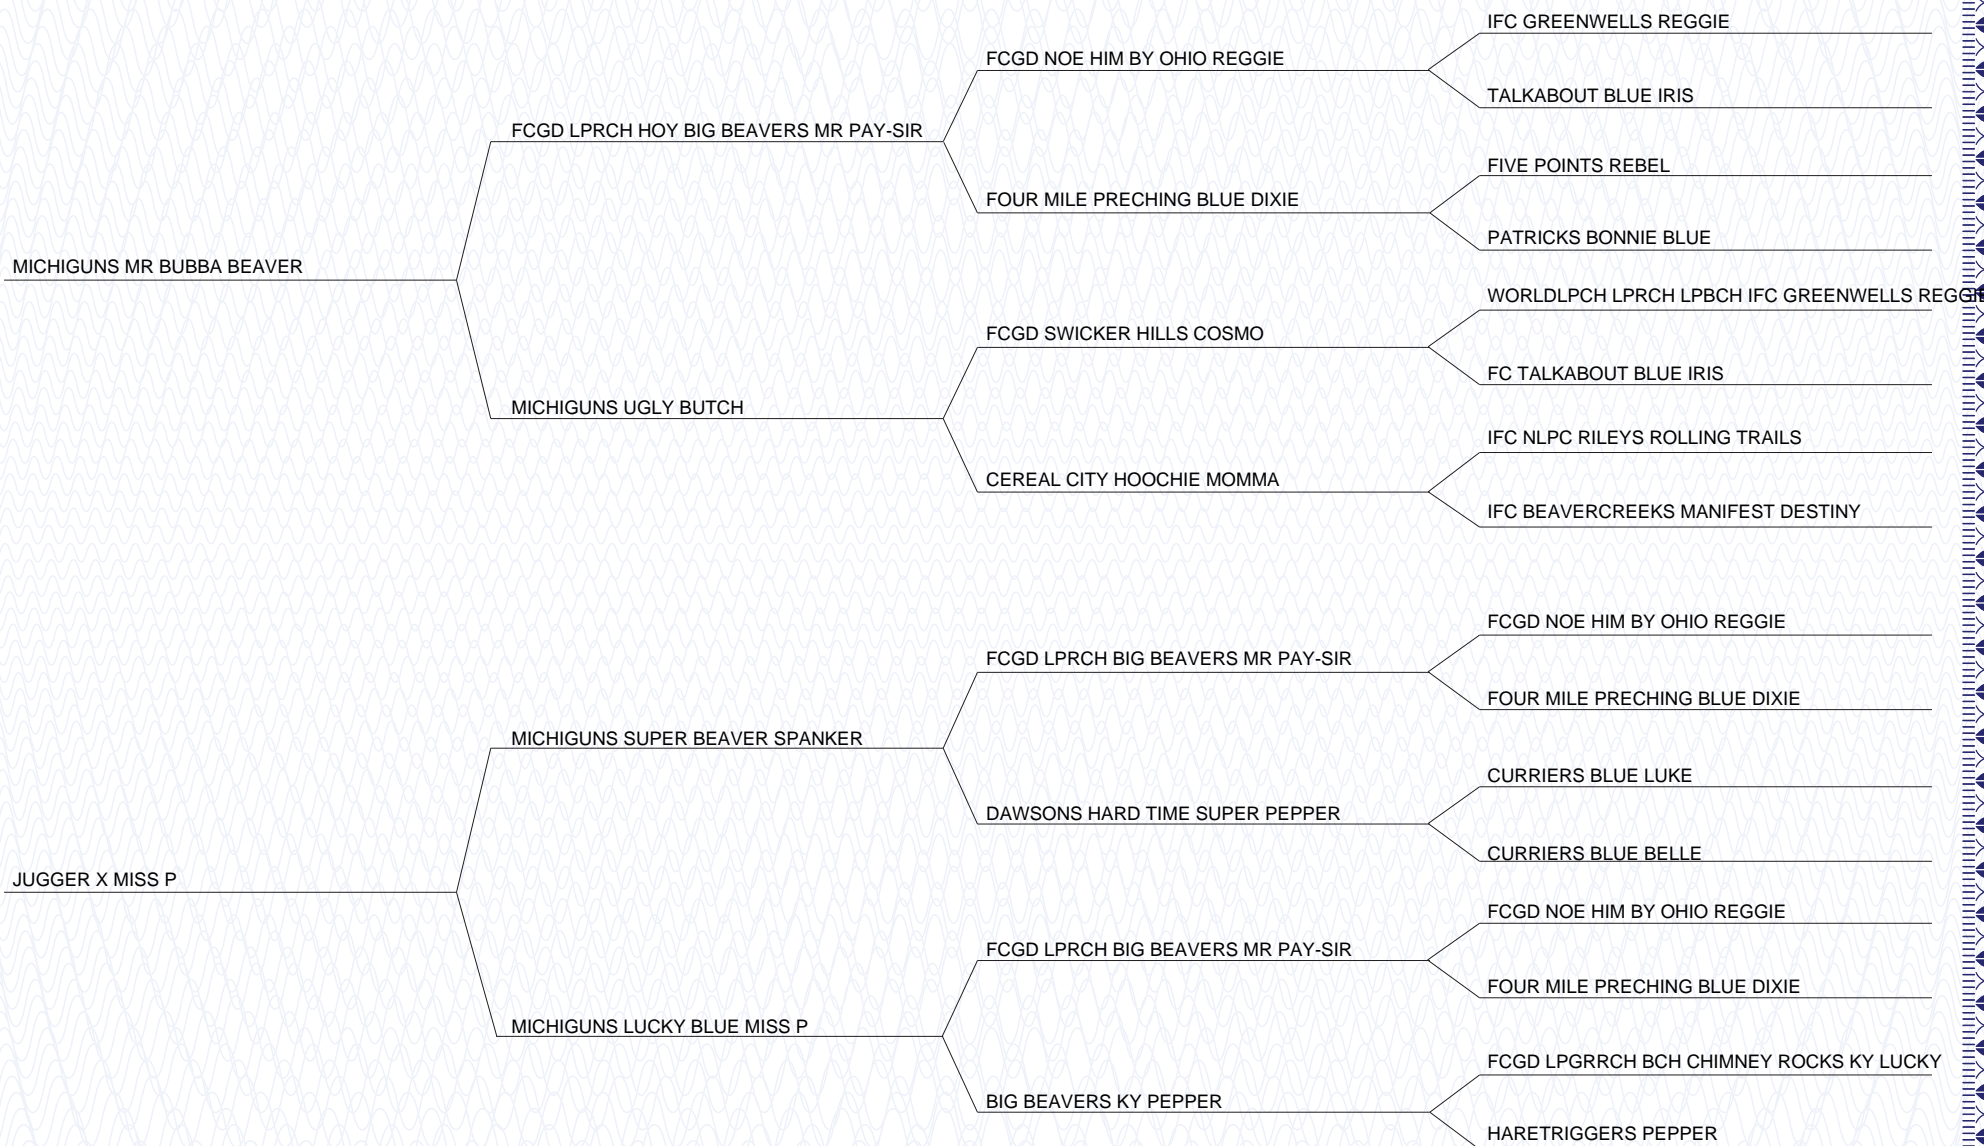 IFC GREENWELLS REGGIE
FCGD NOE HIM BY OHIO REGGIE
TALKABOUT BLUE IRIS
FCGD LPRCH HOY BIG BEAVERS MR PAY-SIR
FIVE POINTS REBEL
FOUR MILE PRECHING BLUE DIXIE
PATRICKS BONNIE BLUE
MICHIGUNS MR BUBBA BEAVER
WORLDLPCH LPRCH LPBCH IFC GREENWELLS REGGIE
FCGD SWICKER HILLS COSMO
FC TALKABOUT BLUE IRIS
MICHIGUNS UGLY BUTCH
IFC NLPC RILEYS ROLLING TRAILS
CEREAL CITY HOOCHIE MOMMA
IFC BEAVERCREEKS MANIFEST DESTINY
FCGD NOE HIM BY OHIO REGGIE
FCGD LPRCH BIG BEAVERS MR PAY-SIR
FOUR MILE PRECHING BLUE DIXIE
MICHIGUNS SUPER BEAVER SPANKER
CURRIERS BLUE LUKE
DAWSONS HARD TIME SUPER PEPPER
CURRIERS BLUE BELLE
JUGGER X MISS P
FCGD NOE HIM BY OHIO REGGIE
FCGD LPRCH BIG BEAVERS MR PAY-SIR
FOUR MILE PRECHING BLUE DIXIE
MICHIGUNS LUCKY BLUE MISS P
FCGD LPGRRCH BCH CHIMNEY ROCKS KY LUCKY
BIG BEAVERS KY PEPPER
HARETRIGGERS PEPPER